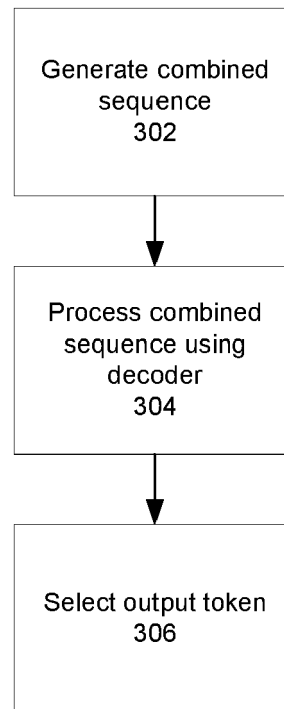 Generate combined
sequence
302
Process combined
sequence using
decoder
304
Select output token
306